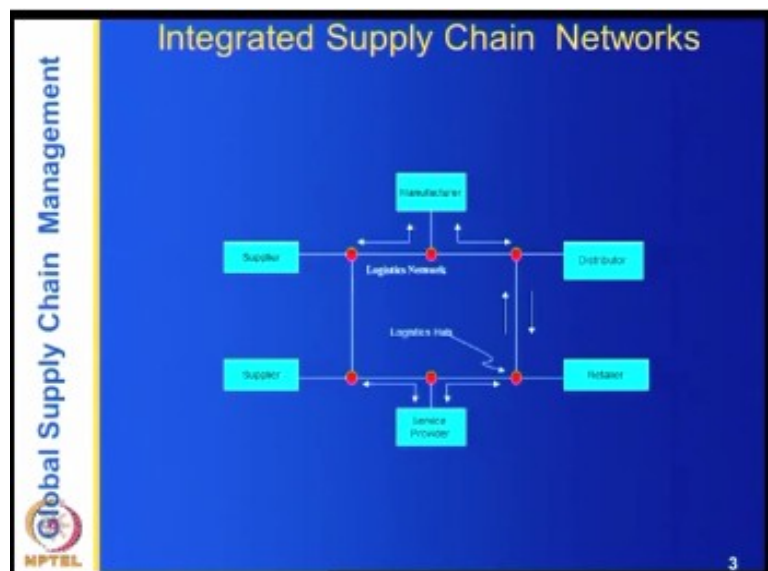 Integrated Supply Chain Networks
Global Supply Chain Management
Manufacturer
Supplier
Distributor
Logistics Network
Logistics Hub
Supplier
Retailer
Service
Provider
NPTEL
3